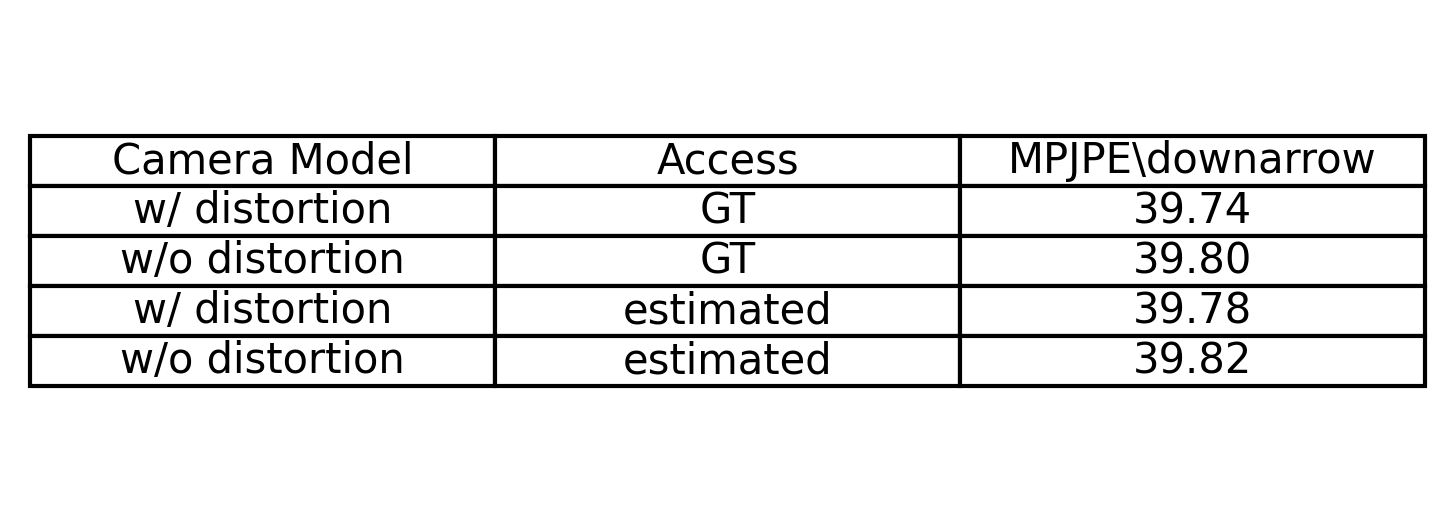 Camera Model Access MPJPE\downarrow
w/ distortion GT 39.74
w/o distortion GT 39.80
w/ distortion estimated 39.78
w/o distortion estimated 39.82